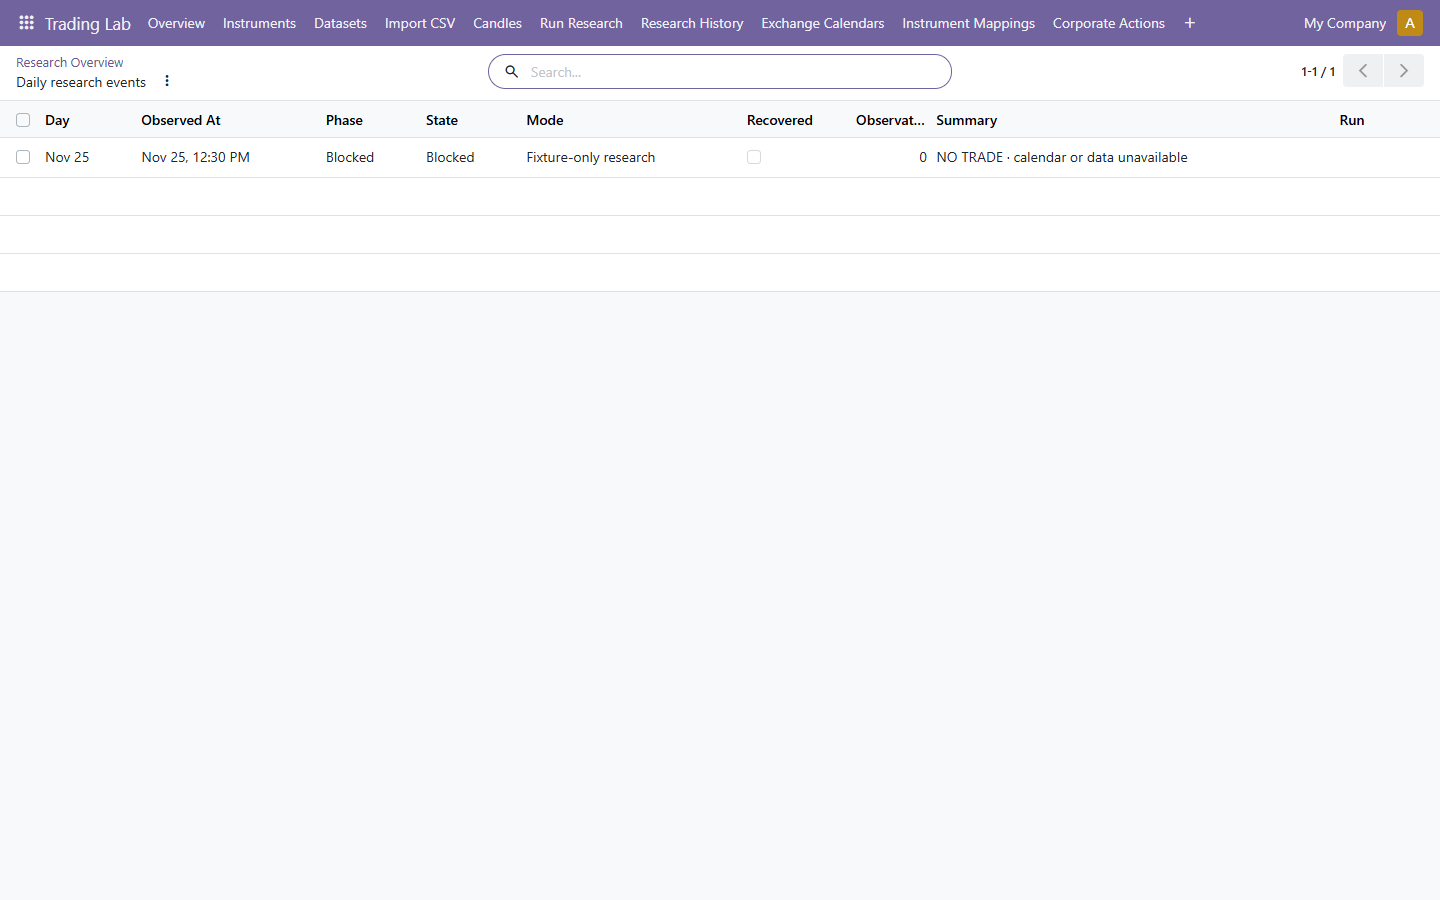 Trading Lab Overview Instruments Datasets Import CSV Candles Run Research Research History Exchange Calendars Instrument Mappings Corporate Actions + My Company A
Research Overview
Daily research events
Search...
1-1 / 1
Day Observed At Phase State Mode Recovered Observat... Summary Run
Nov 25 Nov 25, 12:30 PM Blocked Blocked Fixture-only research 0 NO TRADE · calendar or data unavailable